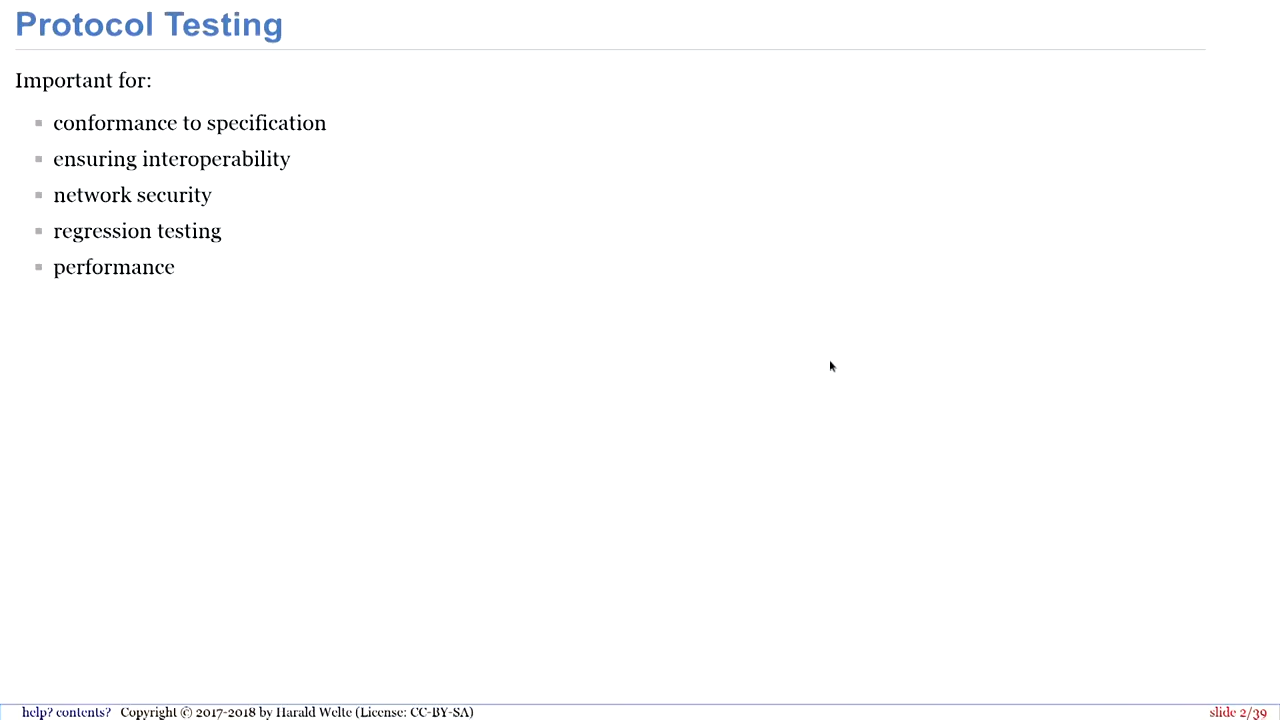 Protocol Testing
Important for:
conformance to specification
ensuring interoperability
network security
regression testing
performance
help? contents? Copyright © 2017-2018 by Harald Welte (License: CC-BY-SA)
slide 2/39